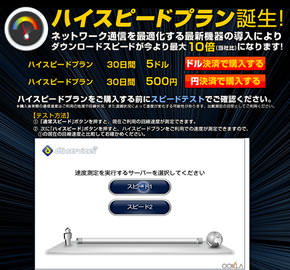 ハイスピードプラン誕生!
ネットワーク通信を最適化する最新機器の導入により
ダウンロードスピードが今より最大10倍(当社比)になります!
ハイスピードプラン 30日間 5ドル ドル決済で購入する
ハイスピードプラン 30日間 500円 円決済で購入する
ハイスピードプランをご購入する前にスピードテストでご確認ください。
【テスト方法】
速度測定を実行するサーバーを選択してください
スピード1
スピード2
OOKLA